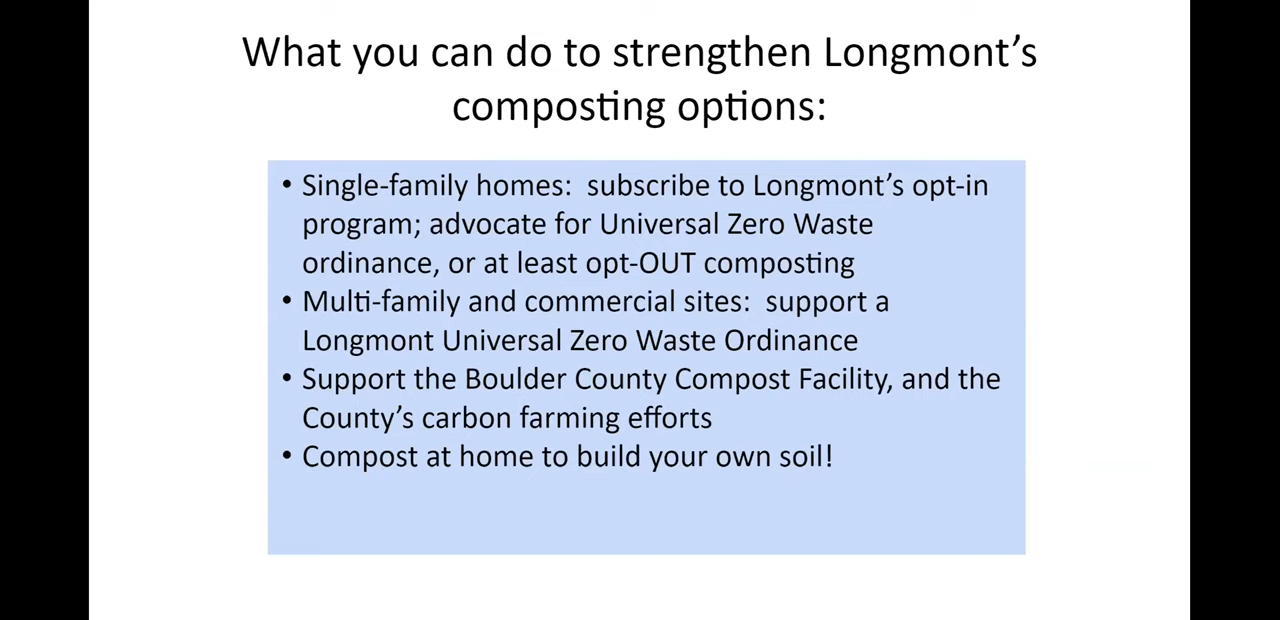 What you can do to strengthen Longmont's
composting options:
• Single-family homes:  subscribe to Longmont's opt-in
program; advocate for Universal Zero Waste
ordinance, or at least opt-OUT composting
• Multi-family and commercial sites:  support a
Longmont Universal Zero Waste Ordinance
• Support the Boulder County Compost Facility, and the
County's carbon farming efforts
• Compost at home to build your own soil!